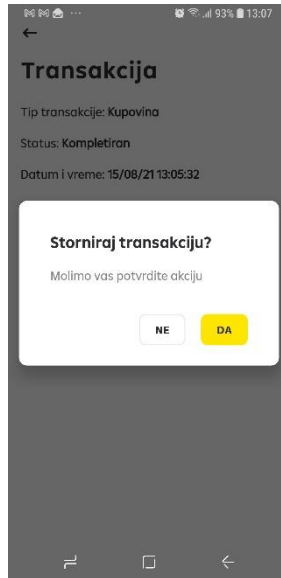 93% 13:07
Transakcija
Tip transakcije: Kupovina
Status: Kompletiran
Datum i vreme: 15/08/21 13:05:32
Storniraj transakciju?
Molimo vas potvrdite akciju
NE DA